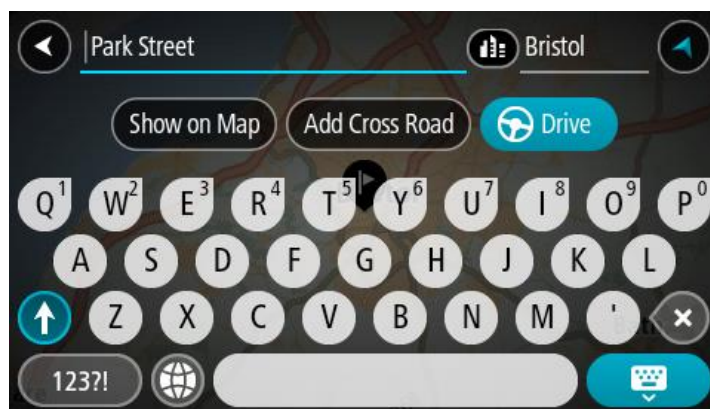 Park Street Bristol
Show on Map Add Cross Road Drive
Q1 W2 E3 R4 T5 Y6 U7 I8 O9 P0
A S D F G H J K L
Z X C V B N M '
123?!